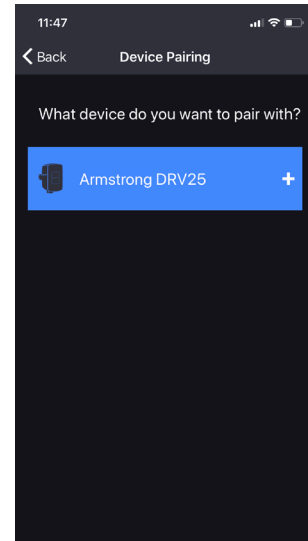 11:47
Back
Device Pairing
What device do you want to pair with?
Armstrong DRV25
+